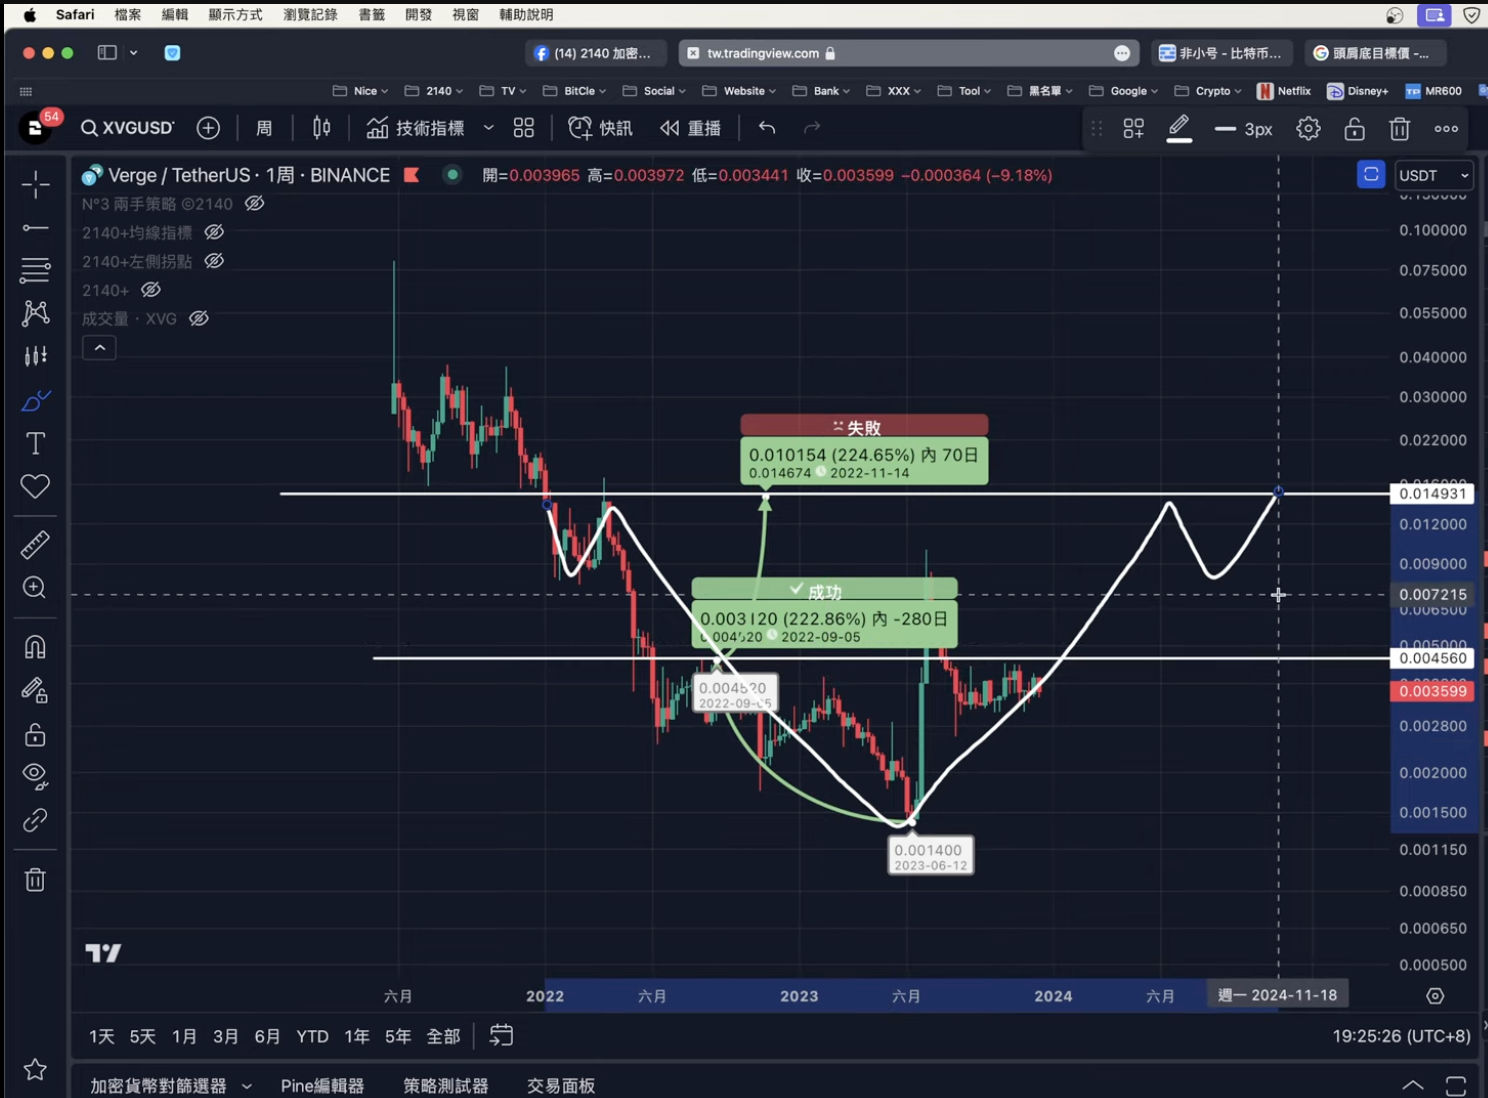 Safari 檔案 編輯 顯示方式 瀏覽記錄 書籤 開發 視窗 輔助說明
(14) 2140 加密... tw.tradingview.com 非小号 - 比特币... 頭肩底目標價 -...
Nice 2140 TV BitCle Social Website Bank XXX Tool 黑名單 Google Crypto Netflix Disney+ MR600
54
XVGUSD 周 技術指標 快訊 重播 3px
Verge / TetherUS · 1周 · BINANCE 開=0.003965 高=0.003972 低=0.003441 收=0.003599 −0.000364 (−9.18%) USDT
Nº3 兩手策略 ©2140
2140+均線指標
2140+左側拐點
2140+
成交量 · XVG
0.100000
0.075000
0.055000
0.040000
0.030000
0.022000
失敗
0.010154 (224.65%) 內 70日
0.014674 2022-11-14
0.014931
0.012000
0.009000
成功
0.007215
0.006500
0.003120 (222.86%) 內 -280日
0.004520 2022-09-05
0.005000
0.004560
0.004520
2022-09-05
0.003599
0.002800
0.002000
0.001500
0.001400
2023-06-12
0.001150
0.000850
0.000650
0.000500
六月 2022 六月 2023 六月 2024 六月 週一 2024-11-18
1天 5天 1月 3月 6月 YTD 1年 5年 全部 19:25:26 (UTC+8)
加密貨幣對篩選器 Pine編輯器 策略測試器 交易面板